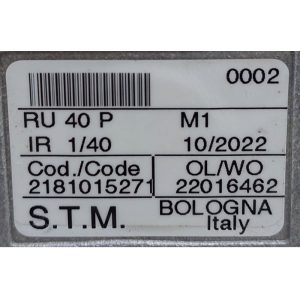 0002
RU 40 P M1
IR 1/40 10/2022
Cod./Code OL/WO
2181015271 22016462
S.T.M. BOLOGNA
Italy